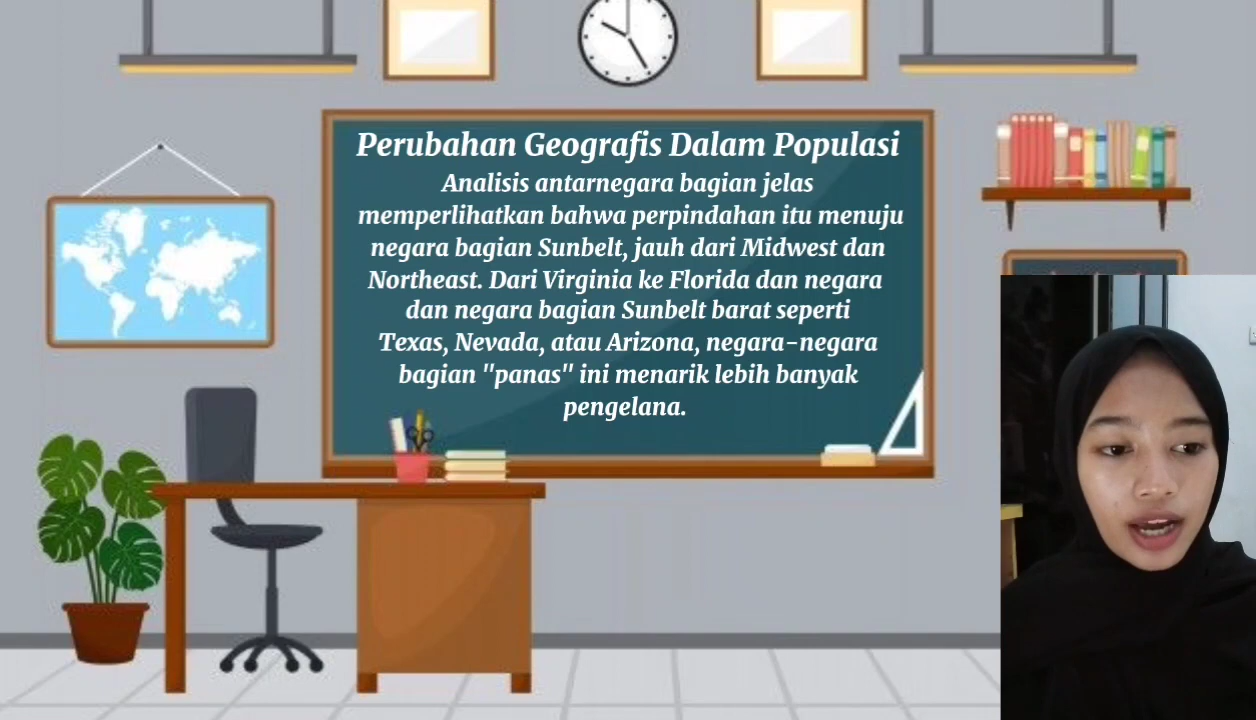 Perubahan Geografis Dalam Populasi
Analisis antarnegara bagian jelas
memperlihatkan bahwa perpindahan itu menuju
negara bagian Sunbelt, jauh dari Midwest dan
Northeast. Dari Virginia ke Florida dan negara
dan negara bagian Sunbelt barat seperti
Texas, Nevada, atau Arizona, negara-negara
bagian "panas" ini menarik lebih banyak
pengelana.